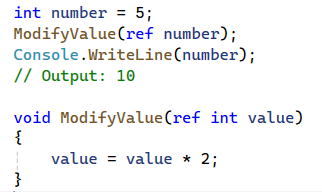 int number = 5;
ModifyValue(ref number);
Console.WriteLine(number);
// Output: 10

void ModifyValue(ref int value)
{
    value = value * 2;
}